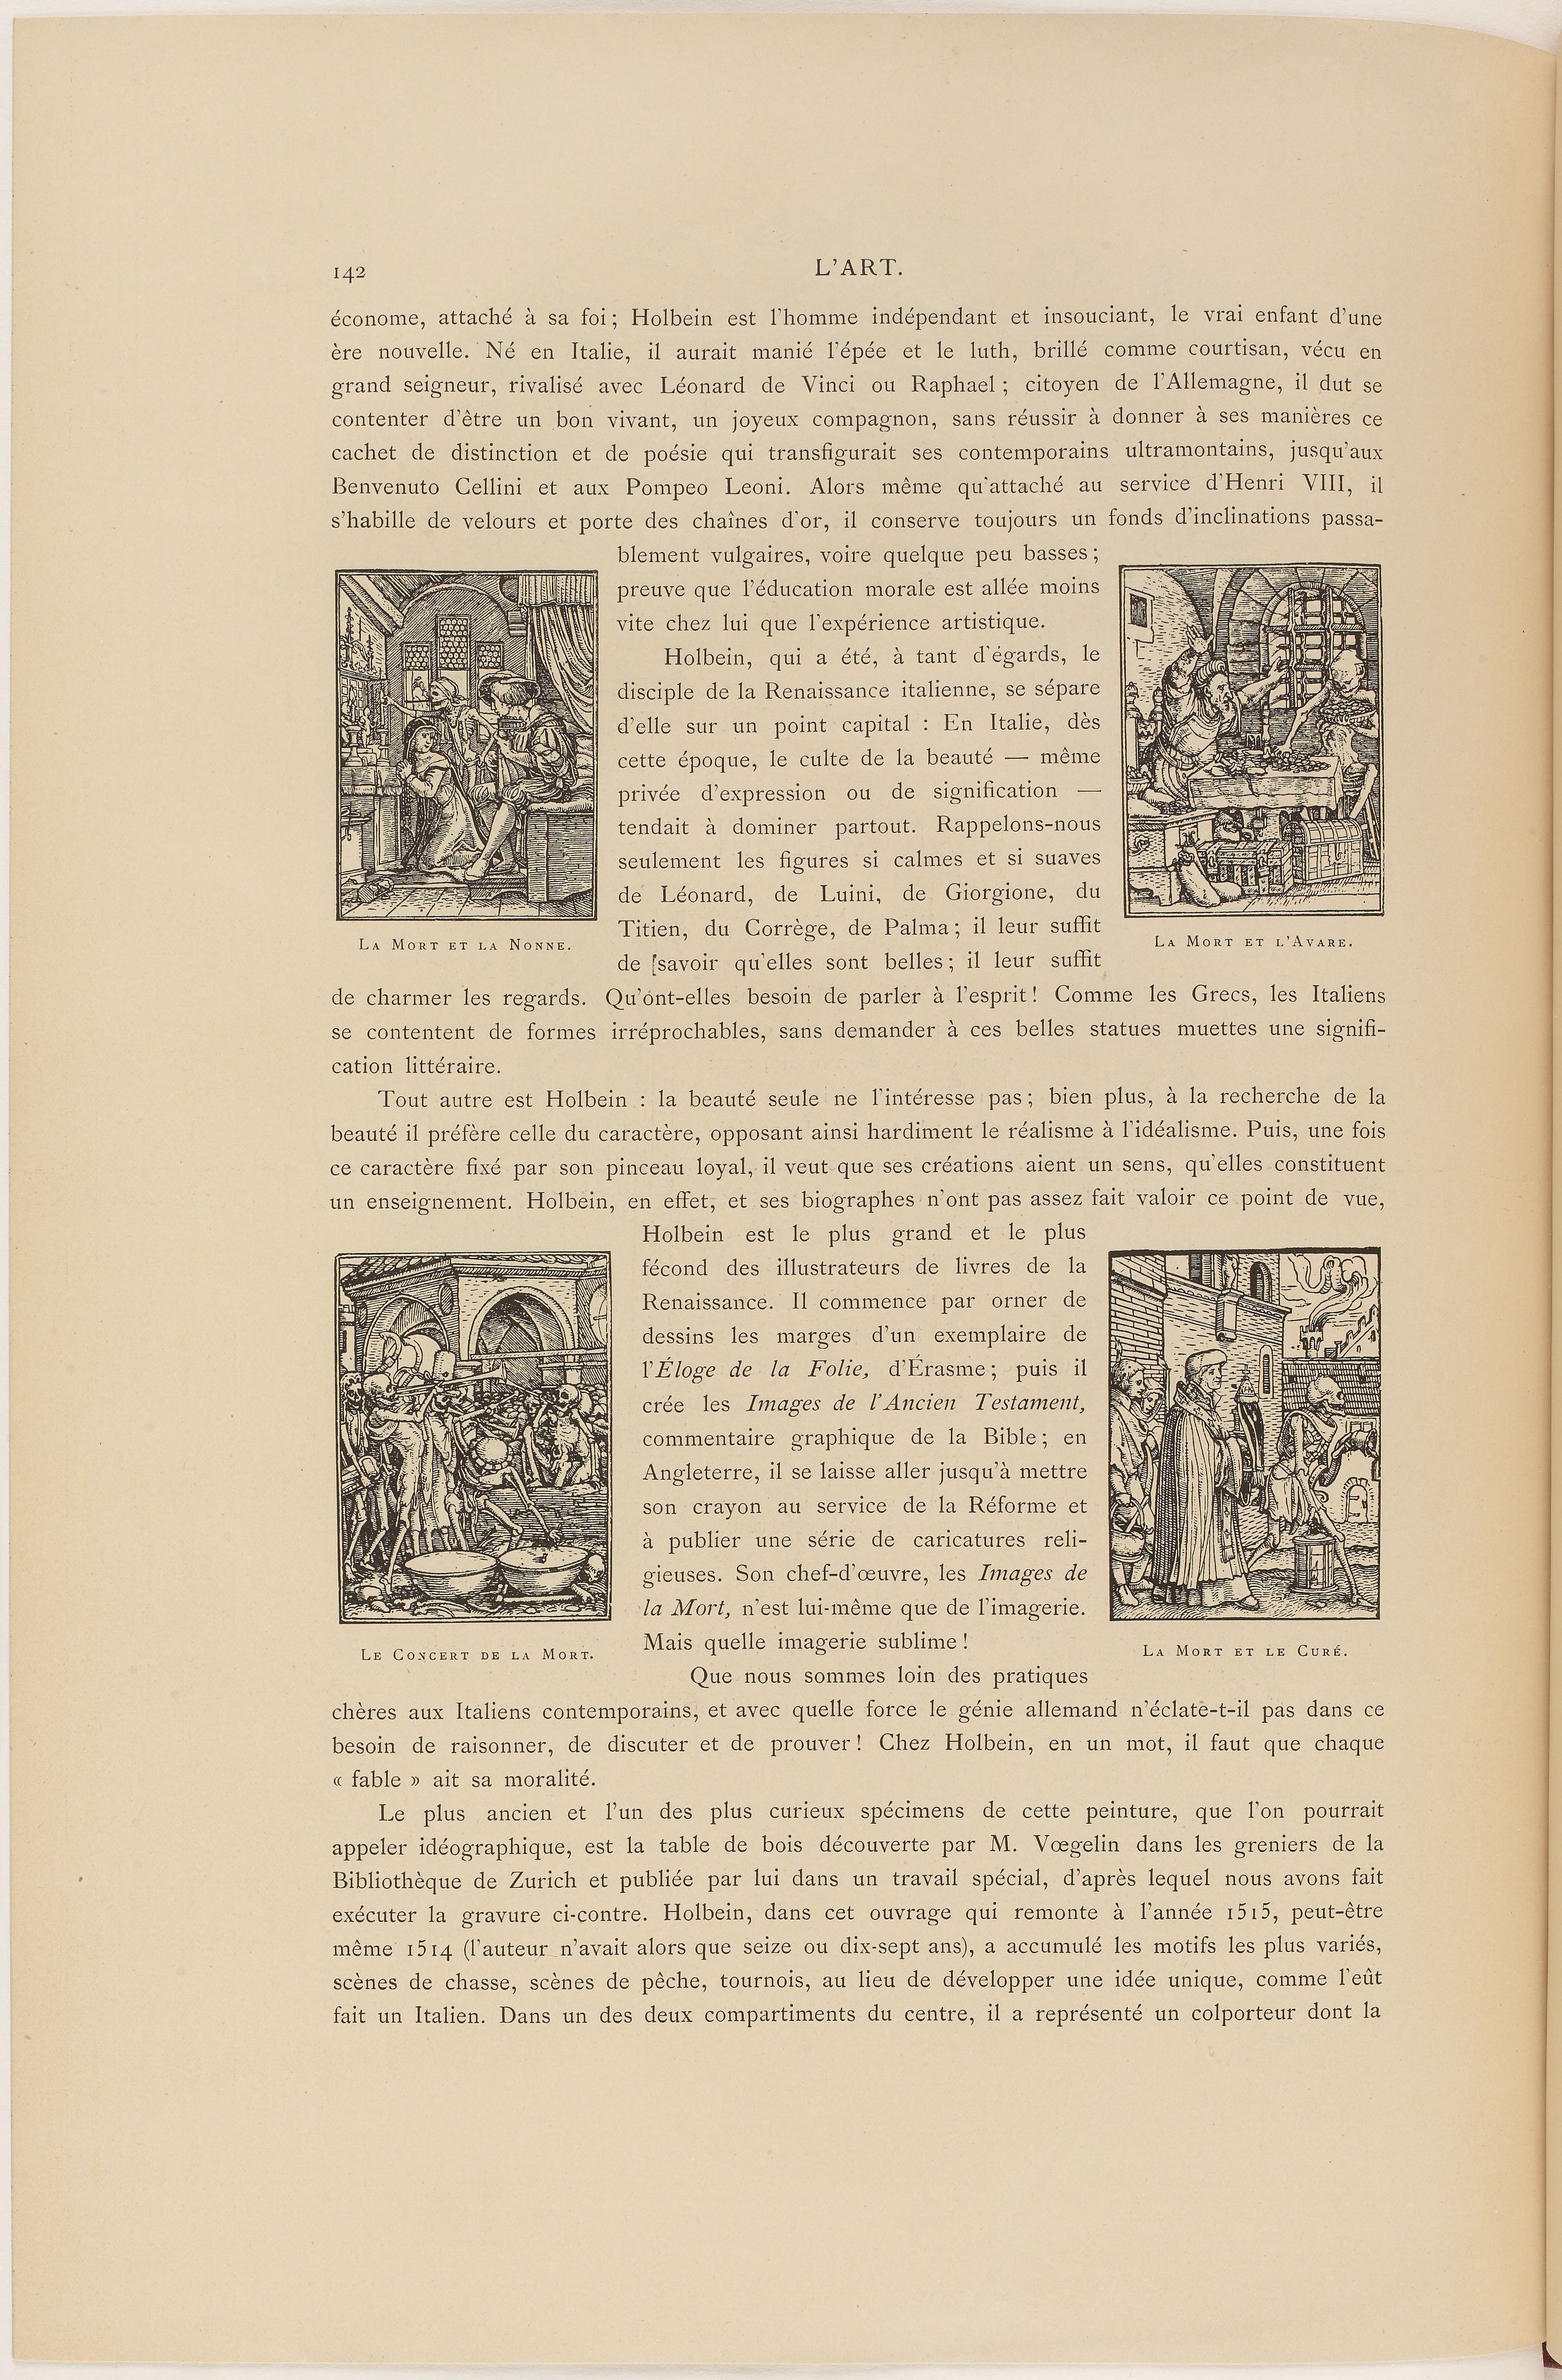 142
L'ART.
économe, attaché à sa foi; Holbein est l'homme indépendant et insouciant, le vrai enfant d'une
ère nouvelle. Né en Italie, il aurait manié l'épée et le luth, brillé comme courtisan, vécu en
grand seigneur, rivalisé avec Léonard de Vinci ou Raphael; citoyen de l'Allemagne, il dut se
contenter d'être un bon vivant, un joyeux compagnon, sans réussir à donner à ses manières ce
cachet de distinction et de poésie qui transfigurait ses contemporains ultramontains, jusqu'aux
Benvenuto Cellini et aux Pompeo Leoni. Alors même qu'attaché au service d'Henri VIII, il
s'habille de velours et porte des chaînes d'or, il conserve toujours un fonds d'inclinations passa-
blement vulgaires, voire quelque peu basses;
preuve que l'éducation morale est allée moins
vite chez lui que l'expérience artistique.
Holbein, qui a été, à tant d'égards, le
disciple de la Renaissance italienne, se sépare
d'elle sur un point capital : En Italie, dès
cette époque, le culte de la beauté — même
privée d'expression ou de signification —
tendait à dominer partout. Rappelons-nous
seulement les figures si calmes et si suaves
de Léonard, de Luini, de Giorgione, du
Titien, du Corrège, de Palma; il leur suffit
de [savoir qu'elles sont belles; il leur suffit
LA MORT ET LA NONNE.
LA MORT ET L'AVARE.
de charmer les regards. Qu'ont-elles besoin de parler à l'esprit! Comme les Grecs, les Italiens
se contentent de formes irréprochables, sans demander à ces belles statues muettes une signifi-
cation littéraire.
Tout autre est Holbein : la beauté seule ne l'intéresse pas; bien plus, à la recherche de la
beauté il préfère celle du caractère, opposant ainsi hardiment le réalisme à l'idéalisme. Puis, une fois
ce caractère fixé par son pinceau loyal, il veut que ses créations aient un sens, qu'elles constituent
un enseignement. Holbein, en effet, et ses biographes n'ont pas assez fait valoir ce point de vue,
Holbein est le plus grand et le plus
fécond des illustrateurs de livres de la
Renaissance. Il commence par orner de
dessins les marges d'un exemplaire de
l'Éloge de la Folie, d'Érasme; puis il
crée les Images de l'Ancien Testament,
commentaire graphique de la Bible; en
Angleterre, il se laisse aller jusqu'à mettre
son crayon au service de la Réforme et
à publier une série de caricatures reli-
gieuses. Son chef-d'œuvre, les Images de
la Mort, n'est lui-même que de l'imagerie.
Mais quelle imagerie sublime!
LE CONCERT DE LA MORT.
LA MORT ET LE CURÉ.
Que nous sommes loin des pratiques
chères aux Italiens contemporains, et avec quelle force le génie allemand n'éclate-t-il pas dans ce
besoin de raisonner, de discuter et de prouver! Chez Holbein, en un mot, il faut que chaque
« fable » ait sa moralité.
Le plus ancien et l'un des plus curieux spécimens de cette peinture, que l'on pourrait
appeler idéographique, est la table de bois découverte par M. Vœgelin dans les greniers de la
Bibliothèque de Zurich et publiée par lui dans un travail spécial, d'après lequel nous avons fait
exécuter la gravure ci-contre. Holbein, dans cet ouvrage qui remonte à l'année 1515, peut-être
même 1514 (l'auteur n'avait alors que seize ou dix-sept ans), a accumulé les motifs les plus variés,
scènes de chasse, scènes de pêche, tournois, au lieu de développer une idée unique, comme l'eût
fait un Italien. Dans un des deux compartiments du centre, il a représenté un colporteur dont la